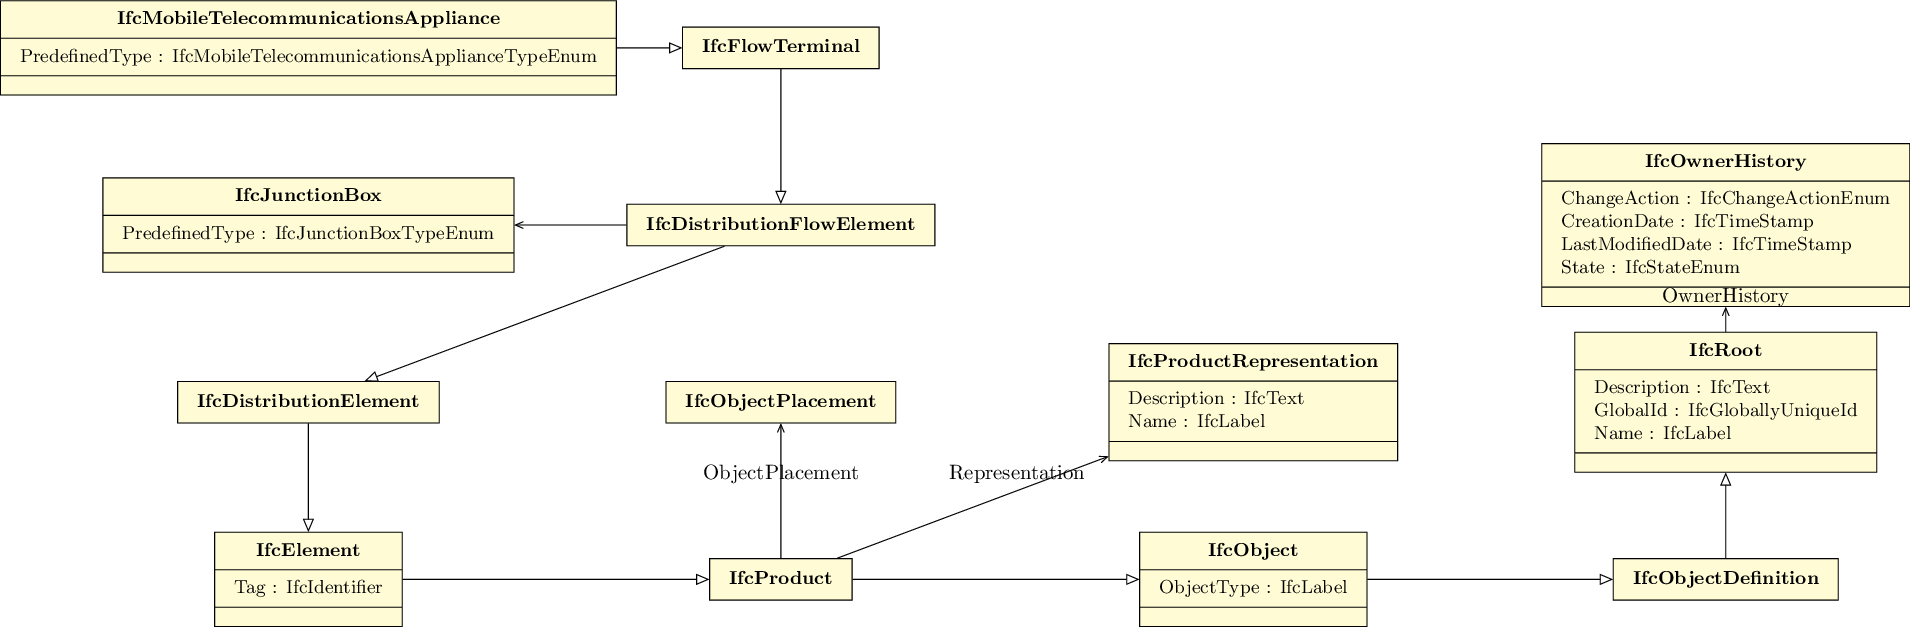 IfcMobileTelecommunicationsAppliance
PredefinedType : IfcMobileTelecommunicationsApplianceTypeEnum
IfcFlowTerminal
IfcJunctionBox
PredefinedType : IfcJunctionBoxTypeEnum
IfcDistributionFlowElement
IfcOwnerHistory
ChangeAction : IfcChangeActionEnum
CreationDate : IfcTimeStamp
LastModifiedDate : IfcTimeStamp
State : IfcStateEnum
OwnerHistory
IfcDistributionElement
IfcObjectPlacement
IfcProductRepresentation
Description : IfcText
Name : IfcLabel
IfcRoot
Description : IfcText
GlobalId : IfcGloballyUniqueId
Name : IfcLabel
ObjectPlacement
Representation
IfcElement
Tag : IfcIdentifier
IfcProduct
IfcObject
ObjectType : IfcLabel
IfcObjectDefinition